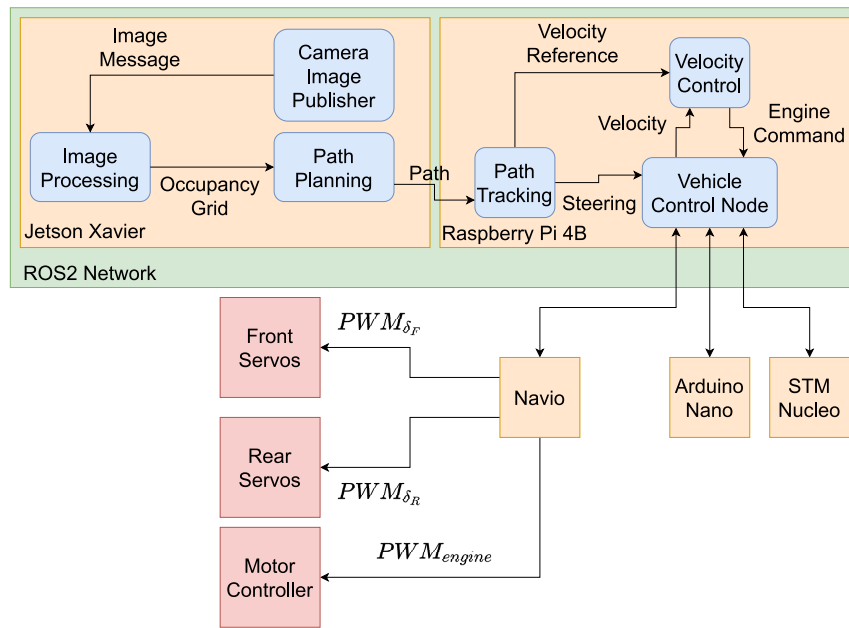 Image
Message
Camera
Image
Publisher
Velocity
Reference
Velocity
Control
Image
Processing
Occupancy
Grid
Path
Planning
Path
Path
Tracking
Velocity
Engine
Command
Steering
Vehicle
Control Node
Jetson Xavier
Raspberry Pi 4B
ROS2 Network
Front
Servos
PWM_{δ_F}
Navio
Arduino
Nano
STM
Nucleo
Rear
Servos
PWM_{δ_R}
Motor
Controller
PWM_{engine}